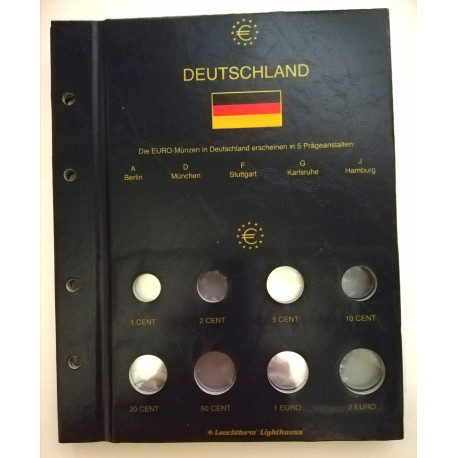 €
DEUTSCHLAND
Die EURO-Münzen in Deutschland erscheinen in 5 Prägeanstalten:
A D F G J
Berlin München Stuttgart Karlsruhe Hamburg
€
1 CENT 2 CENT 5 CENT 10 CENT
20 CENT 50 CENT 1 EURO 2 EURO
Leuchtturm Lighthouse